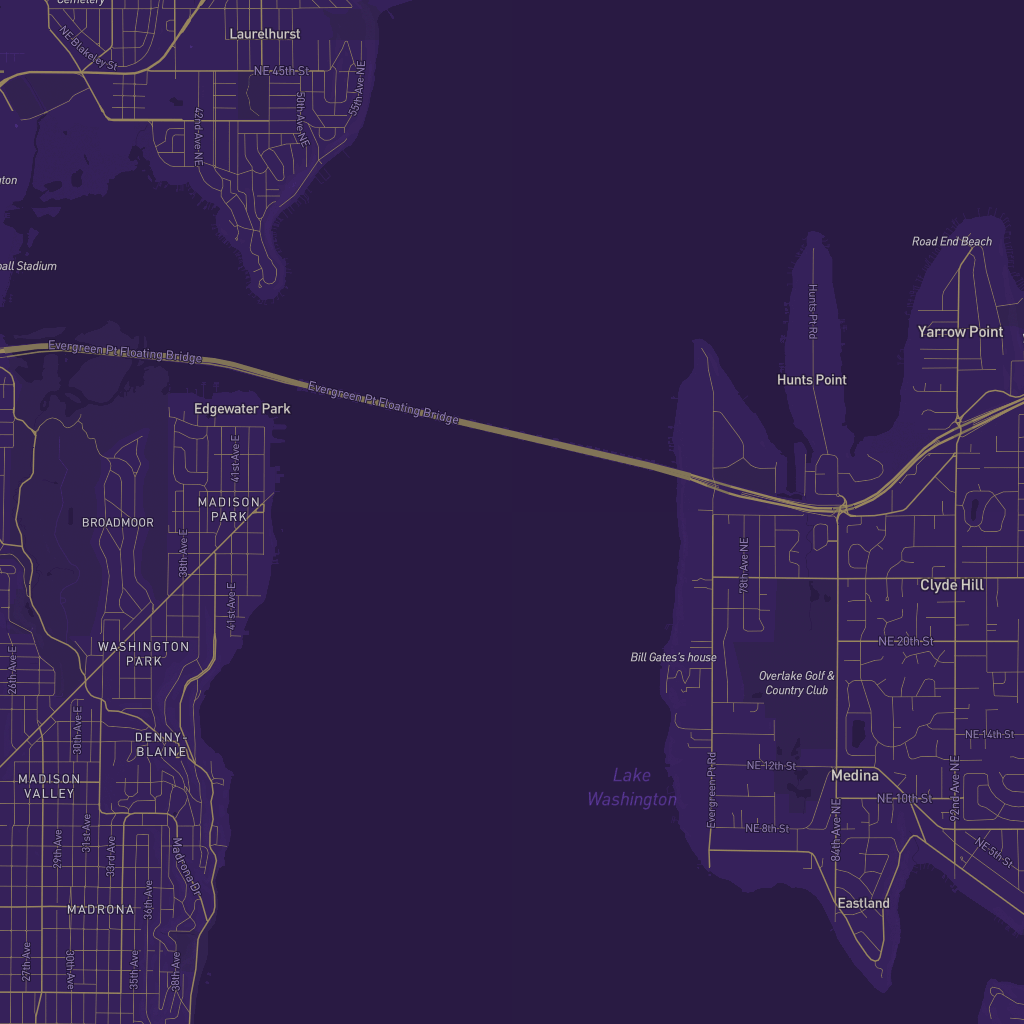 Cemetery
Laurelhurst
NE Blakeley St
NE 45th St
55th Ave NE
50th Ave NE
42nd Ave NE
Road End Beach
Hunts Pt Rd
Yarrow Point
Evergreen Pt Floating Bridge
Evergreen Pt Floating Bridge
Hunts Point
Edgewater Park
41st Ave E
MADISON
PARK
BROADMOOR
38th Ave E
78th Ave NE
Clyde Hill
41st Ave E
NE 20th St
WASHINGTON
PARK
Bill Gates's house
26th Ave E
Overlake Golf &
Country Club
30th Ave E
DENNY-
BLAINE
NE 14th St
NE 12th St
Medina
Lake
Washington
MADISON
VALLEY
Evergreen Pt Rd
92nd Ave NE
NE 10th St
NE 8th St
84th Ave NE
31st Ave
29th Ave
33rd Ave
NE 5th St
Madrona Dr
36th Ave
Eastland
MADRONA
27th Ave
30th Ave
35th Ave
38th Ave